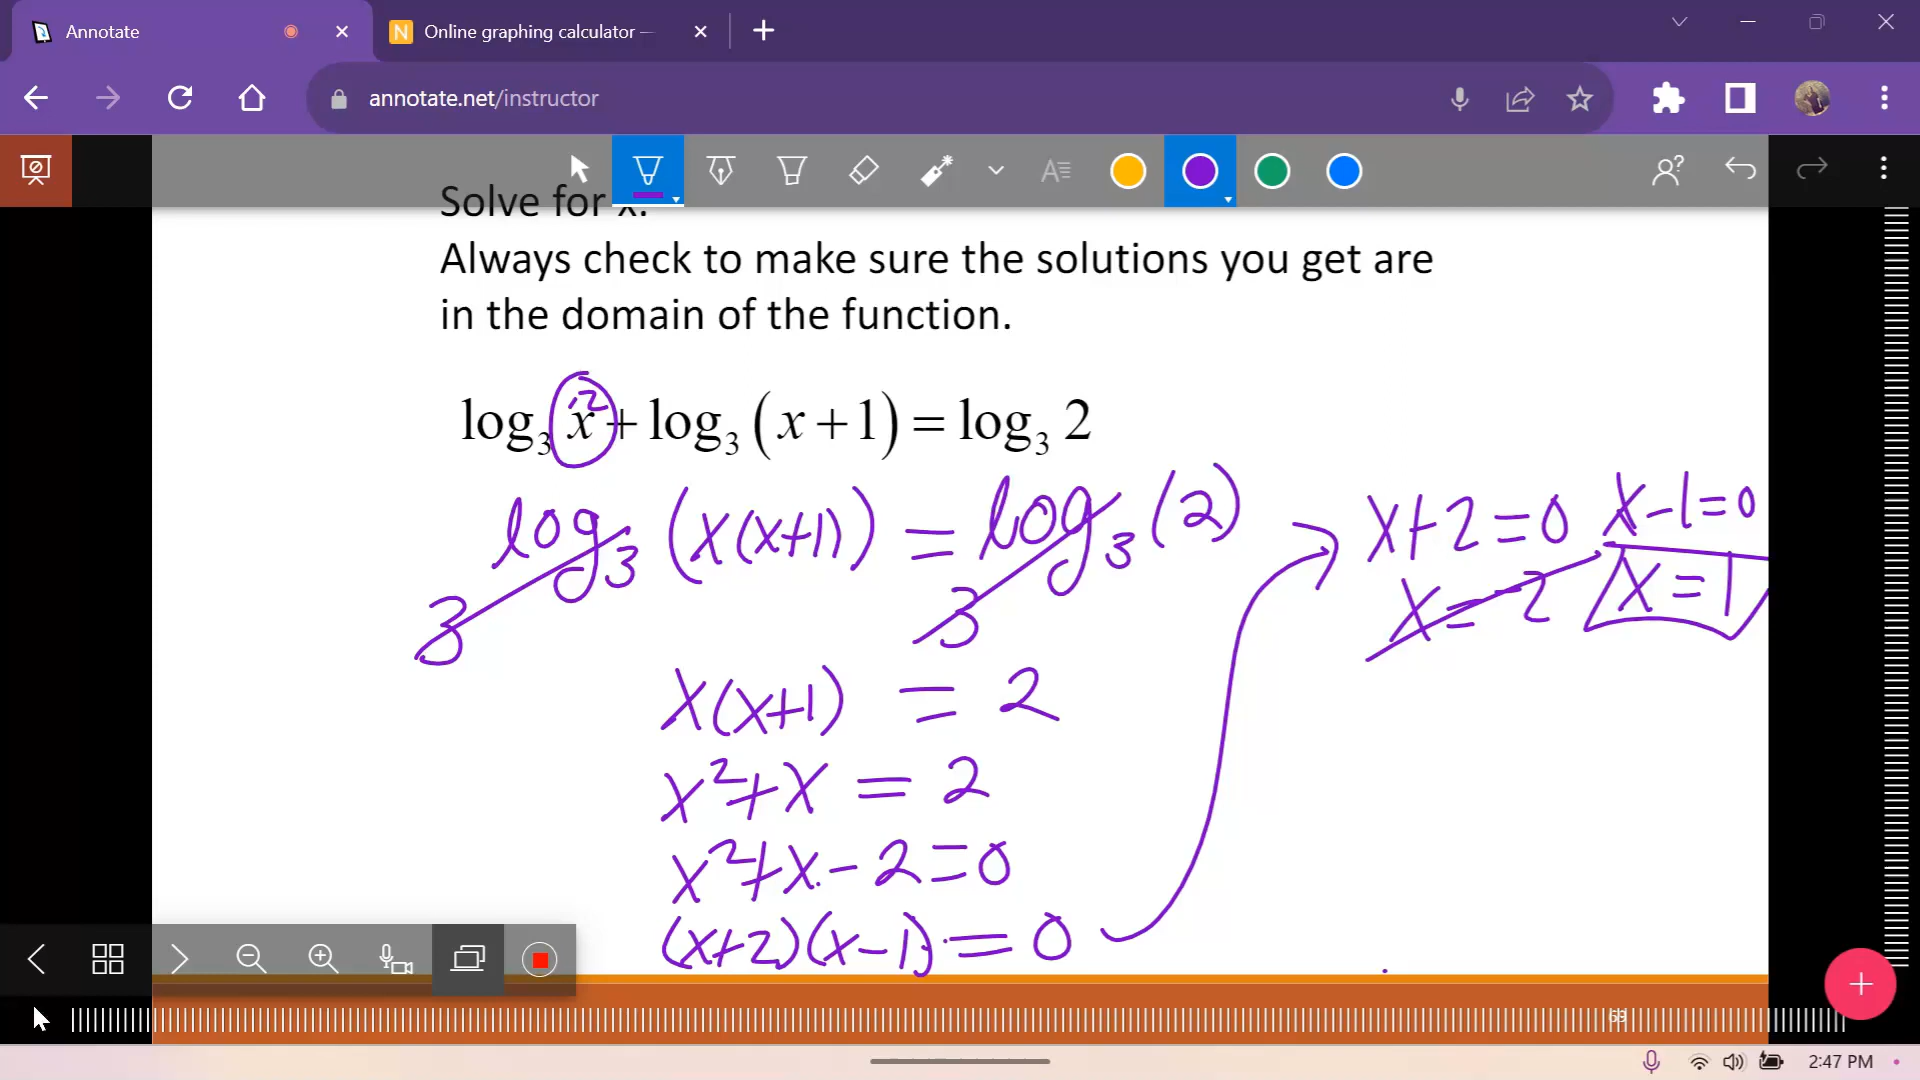 Annotate
Online graphing calculator —
annotate.net/instructor
Solve for x.
Always check to make sure the solutions you get are
in the domain of the function.
log₃ x + log₃ (x + 1) = log₃ 2
-2
log₃ (x(x+1)) = log₃ (2)
3 3
x(x+1) = 2
x² + x = 2
x² + x - 2 = 0
(x+2)(x-1) = 0
x+2=0 x-1=0
x=-2 x=1
69
2:47 PM